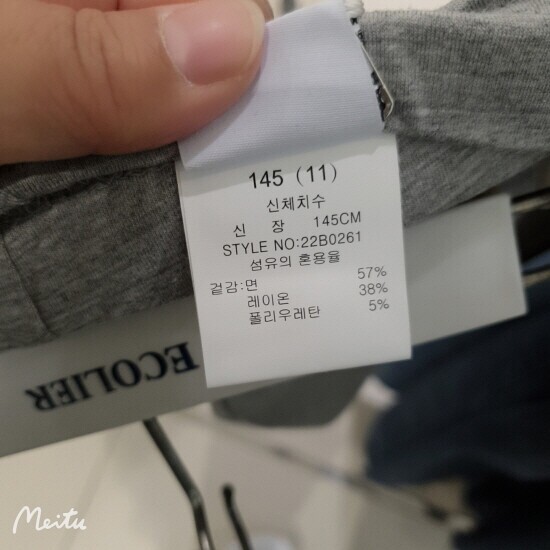 145 (11)
신체치수
신 장 145CM
STYLE NO:22B0261
섬유의 혼용율
겉감:면 57%
레이온 38%
폴리우레탄 5%
ECOLIER
Meitu